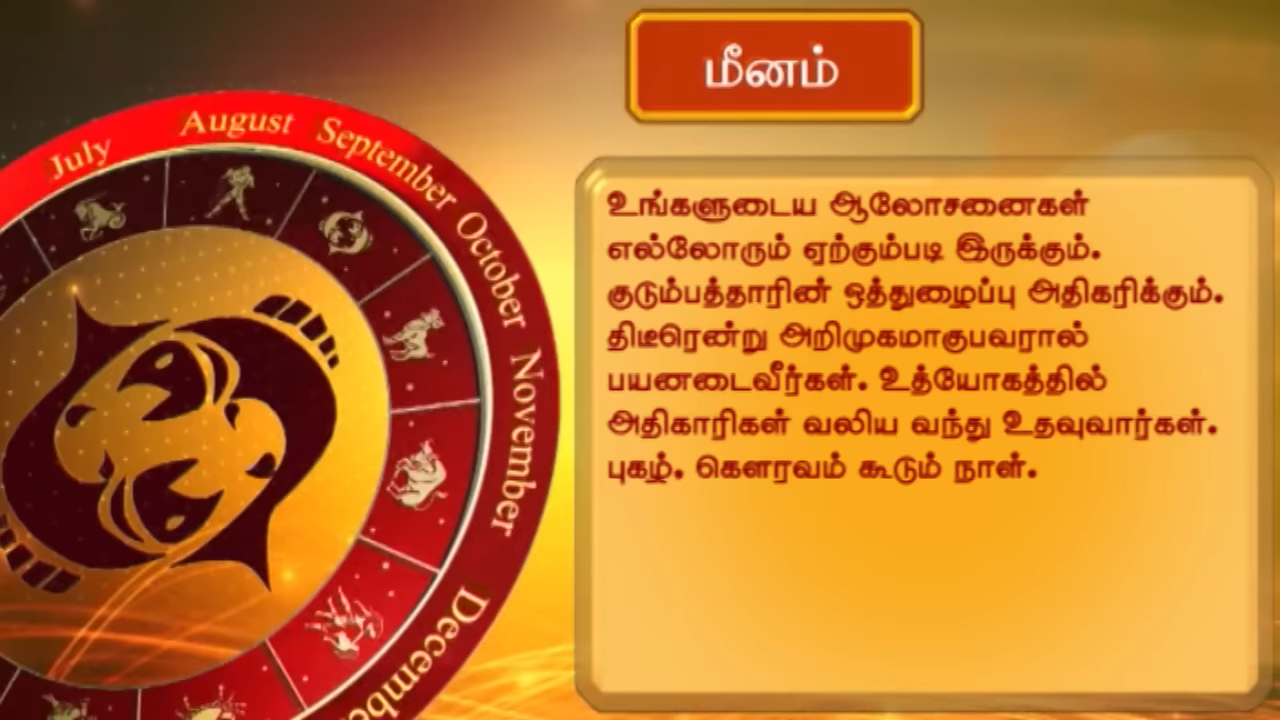 மீனம்
July
August
September
October
November
December
உங்களுடைய ஆலோசனைகள்
எல்லோரும் ஏற்கும்படி இருக்கும்.
குடும்பத்தாரின் ஒத்துழைப்பு அதிகரிக்கும்.
திடீரென்று அறிமுகமாகுபவரால்
பயனடைவீர்கள். உத்யோகத்தில்
அதிகாரிகள் வலிய வந்து உதவுவார்கள்.
புகழ், கௌரவம் கூடும் நாள்.